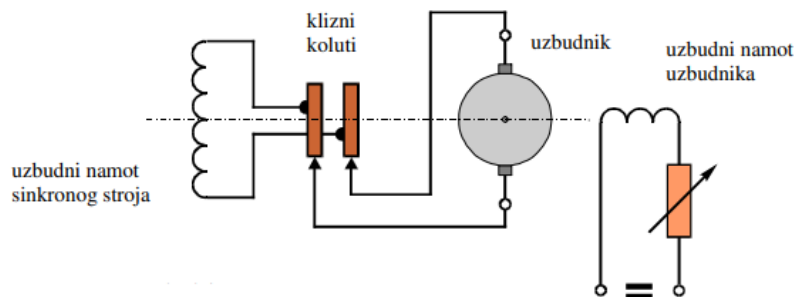 klizni
koluti
uzbudnik
uzbudni namot
uzbudnika
uzbudni namot
sinkronog stroja
=